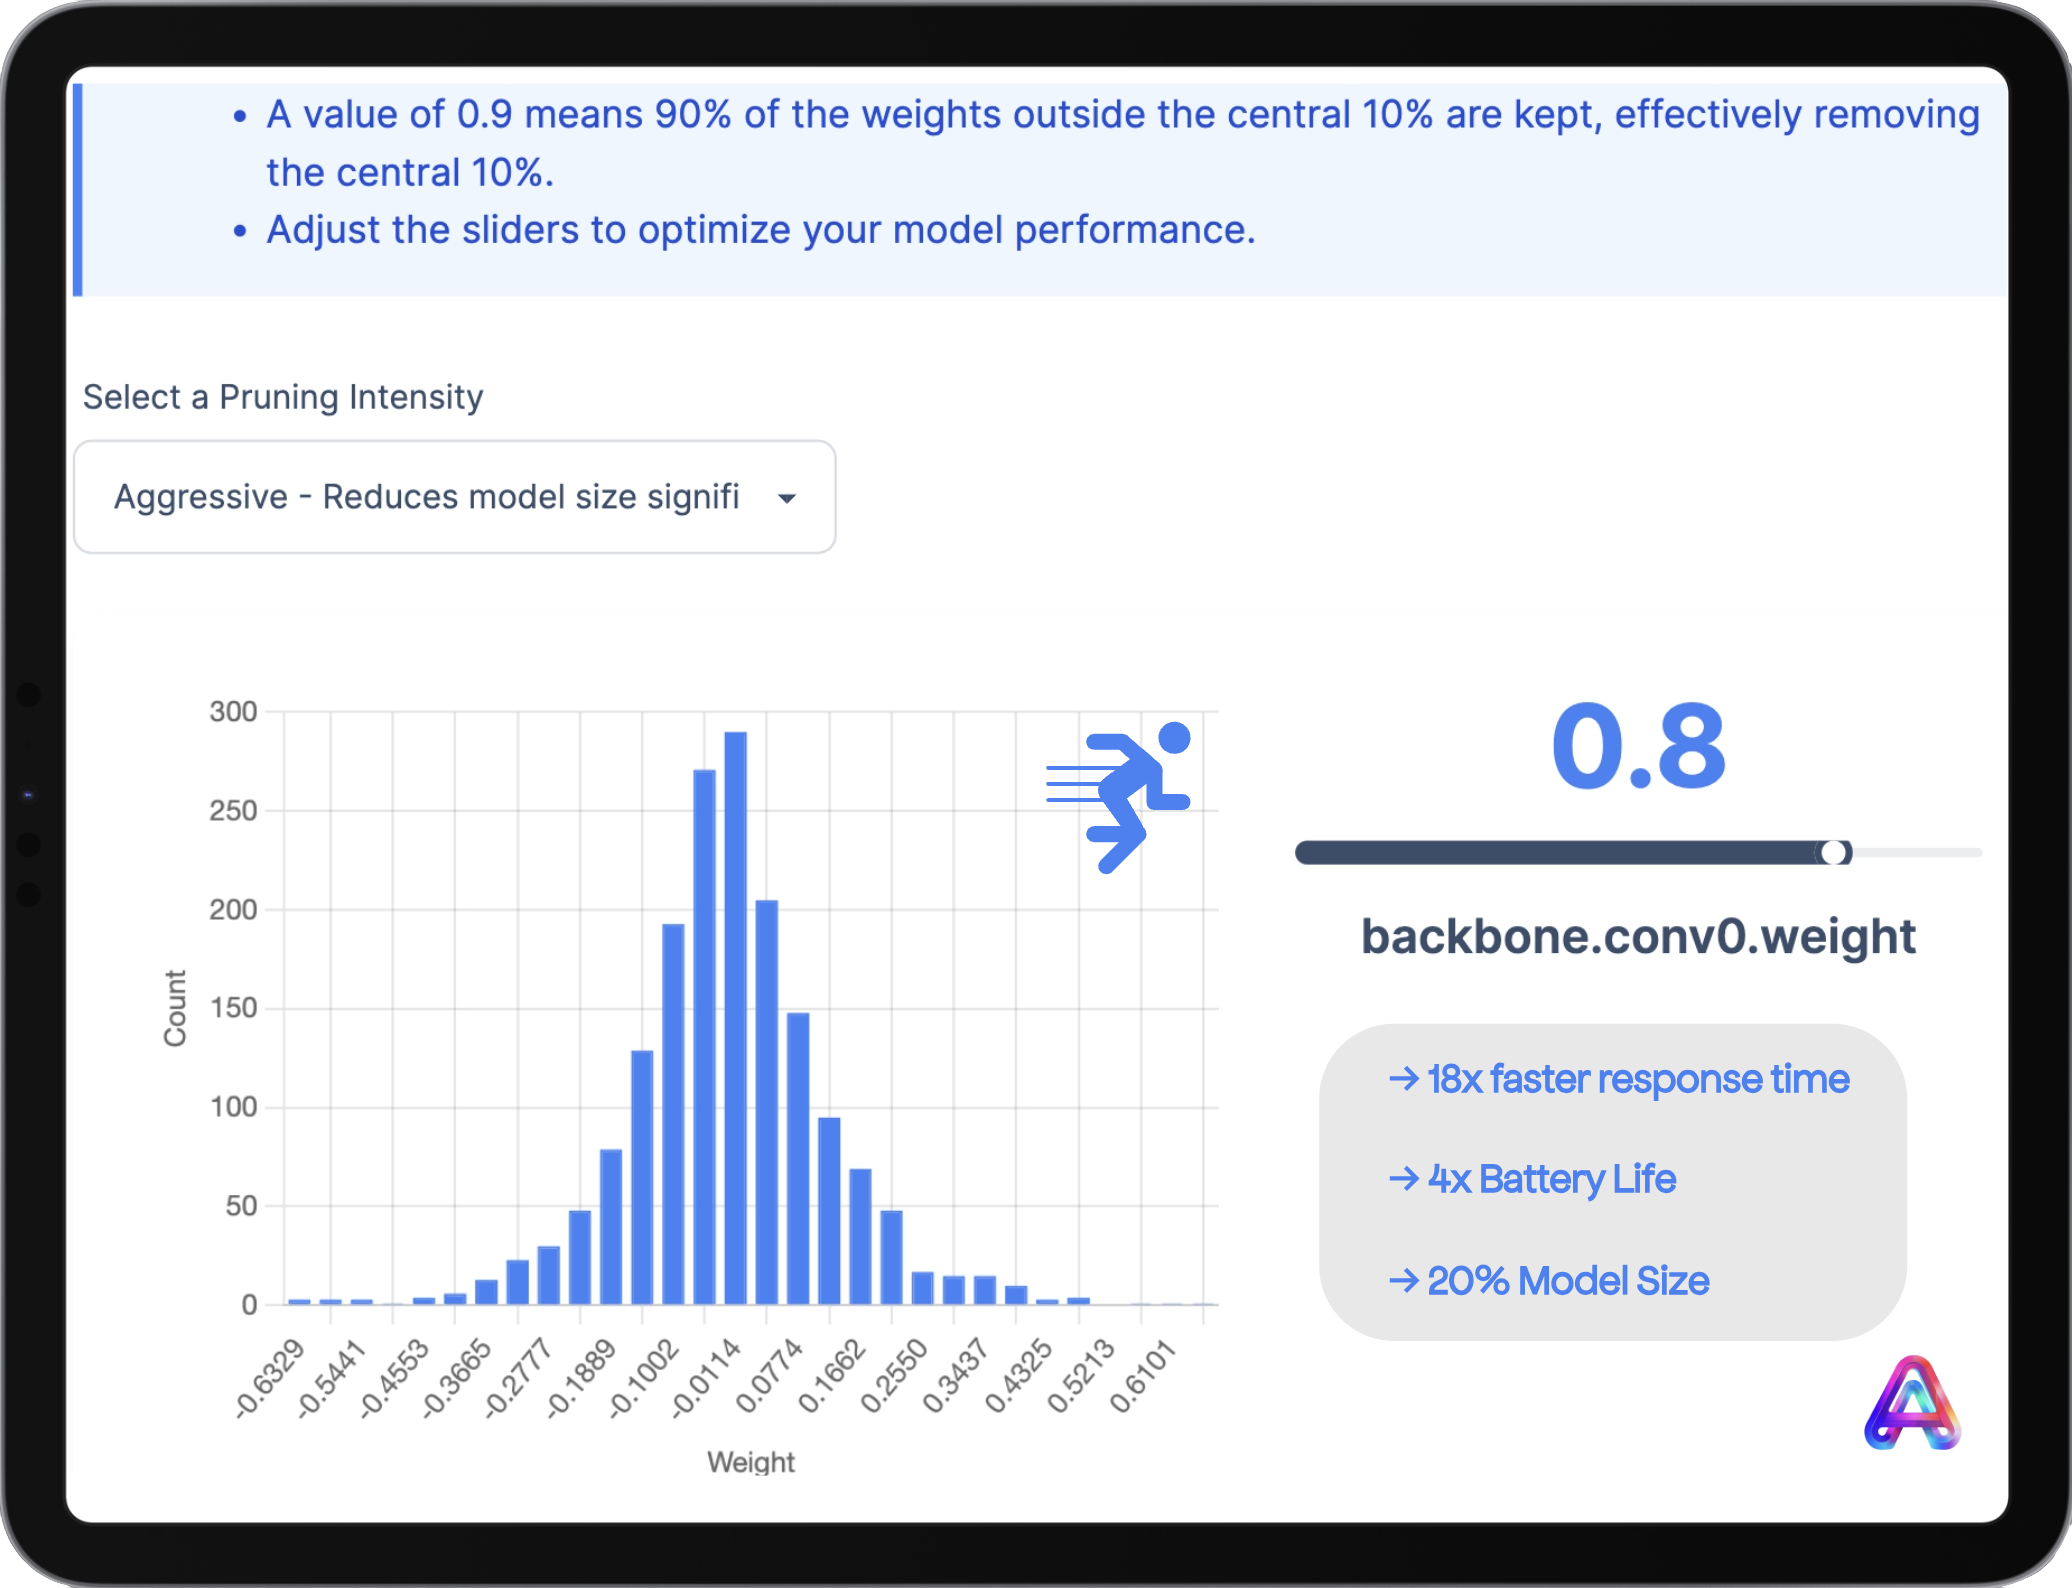 • A value of 0.9 means 90% of the weights outside the central 10% are kept, effectively removing
the central 10%.
• Adjust the sliders to optimize your model performance.
Select a Pruning Intensity
Aggressive - Reduces model size signifi
300
250
200
150
100
50
0
Count
-0.6329
-0.5441
-0.4553
-0.3665
-0.2777
-0.1889
-0.1002
-0.0114
0.0774
0.1662
0.2550
0.3437
0.4325
0.5213
0.6101
Weight
0.8
backbone.conv0.weight
→ 18x faster response time
→ 4x Battery Life
→ 20% Model Size